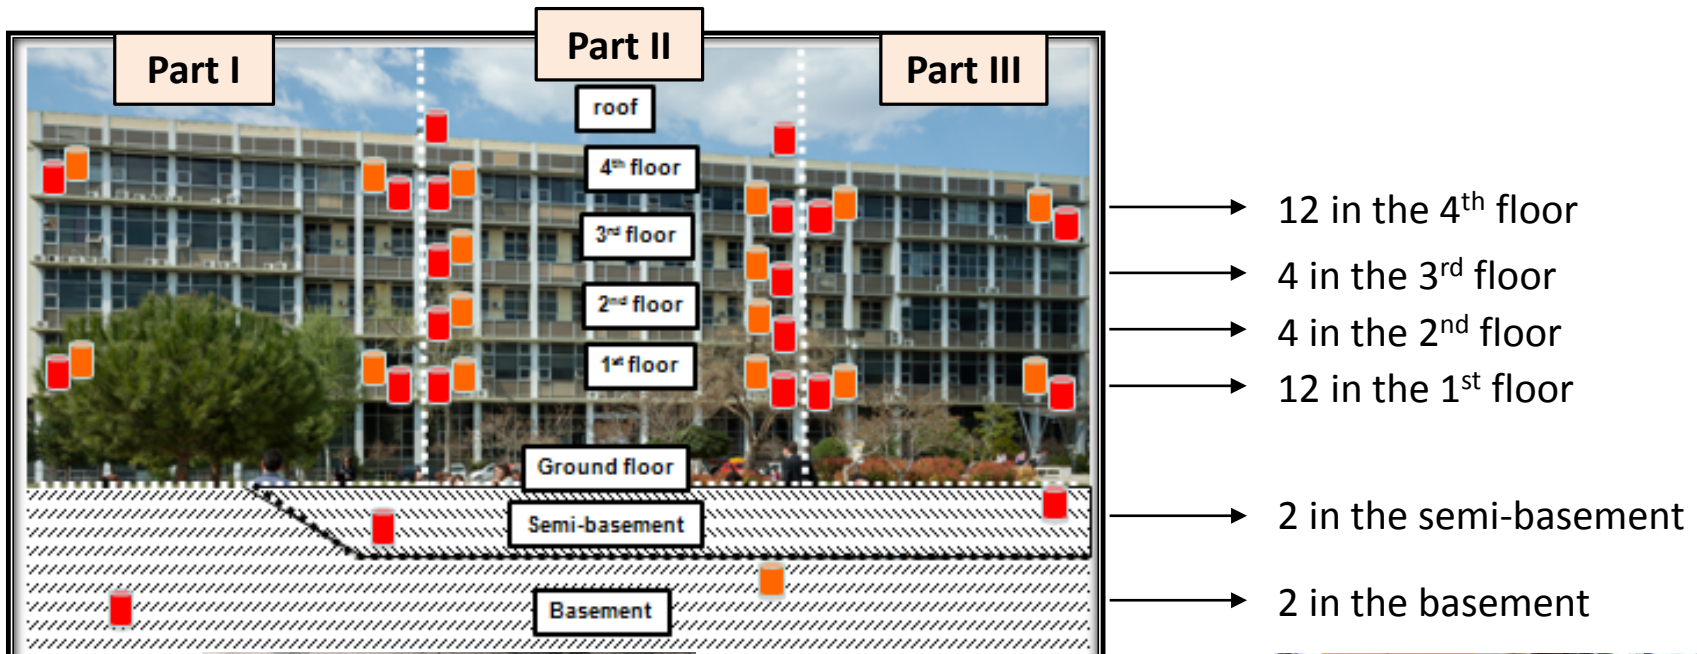 Part I
Part II
Part III
roof
4th floor
3rd floor
2nd floor
1st floor
Ground floor
Semi-basement
Basement
12 in the 4th floor
4 in the 3rd floor
4 in the 2nd floor
12 in the 1st floor
2 in the semi-basement
2 in the basement